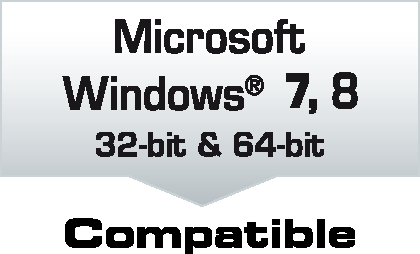 Microsoft
Windows® 7, 8
32-bit & 64-bit
Compatible